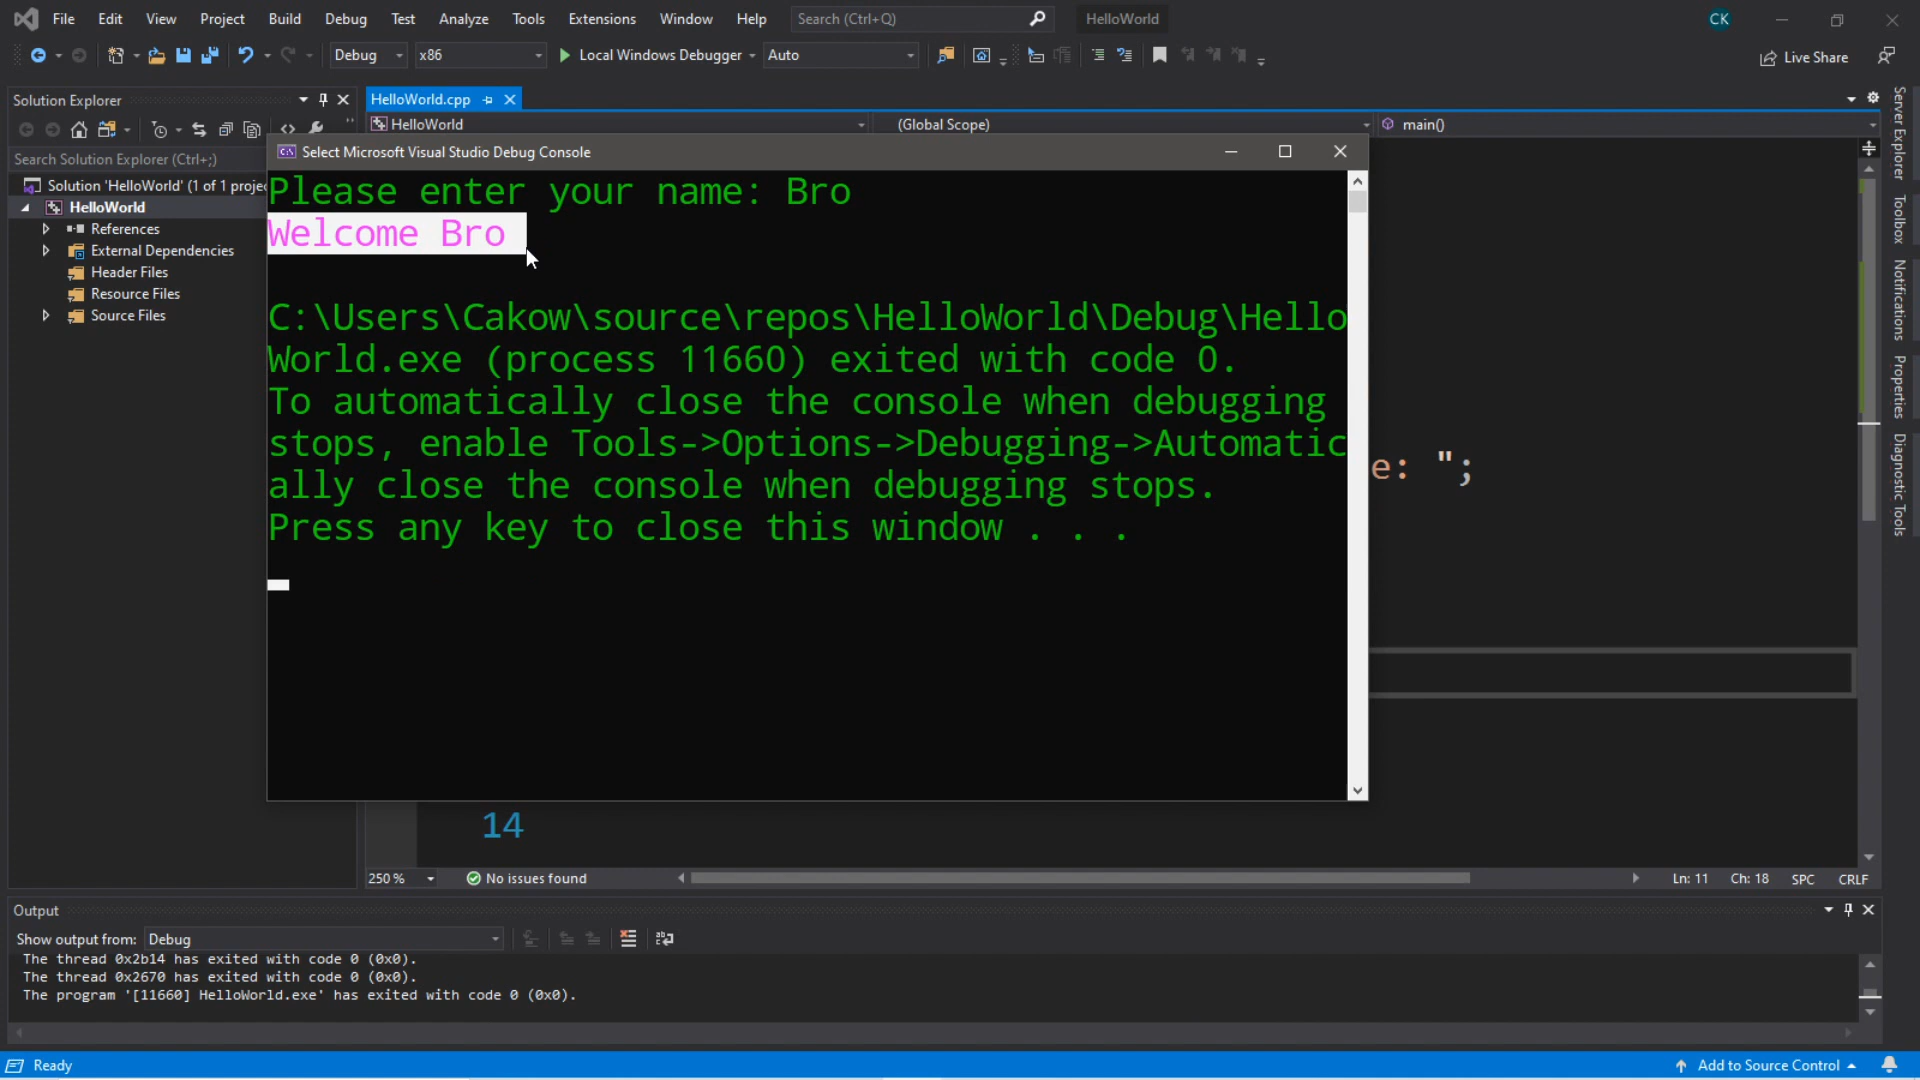 File Edit View Project Build Debug Test Analyze Tools Extensions Window Help Search (Ctrl+Q) HelloWorld CK
Debug x86 Local Windows Debugger Auto Live Share
Solution Explorer
HelloWorld.cpp
HelloWorld (Global Scope) main()
Search Solution Explorer (Ctrl+;)
Solution 'HelloWorld' (1 of 1 projec
HelloWorld
References
External Dependencies
Header Files
Resource Files
Source Files
Select Microsoft Visual Studio Debug Console
Please enter your name: Bro
Welcome Bro
C:\Users\Cakow\source\repos\HelloWorld\Debug\Hello
World.exe (process 11660) exited with code 0.
To automatically close the console when debugging
stops, enable Tools->Options->Debugging->Automatic
ally close the console when debugging stops.
Press any key to close this window . . .
e: ";
14
250 % No issues found Ln: 11 Ch: 18 SPC CRLF
Server Explorer
Toolbox
Notifications
Properties
Diagnostic Tools
Output
Show output from: Debug
The thread 0x2b14 has exited with code 0 (0x0).
The thread 0x2670 has exited with code 0 (0x0).
The program '[11660] HelloWorld.exe' has exited with code 0 (0x0).
Ready Add to Source Control